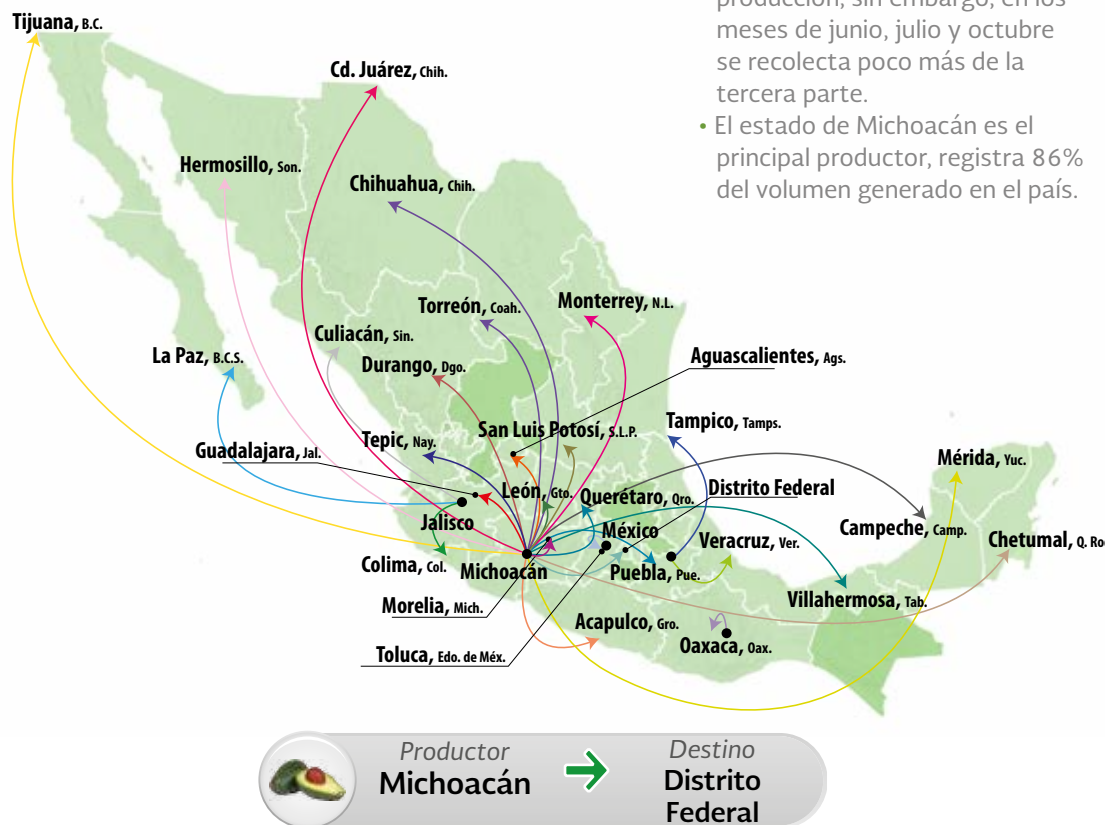 producción, sin embargo, en los
meses de junio, julio y octubre
se recolecta poco más de la
tercera parte.
• El estado de Michoacán es el
principal productor, registra 86%
del volumen generado en el país.
Tijuana, B.C.
Cd. Juárez, Chih.
Hermosillo, Son.
Chihuahua, Chih.
Torreón, Coah.
Monterrey, N.L.
Culiacán, Sin.
La Paz, B.C.S.
Durango, Dgo.
Aguascalientes, Ags.
Tepic, Nay.
San Luis Potosí, S.L.P.
Tampico, Tamps.
Guadalajara, Jal.
León, Gto.
Querétaro, Qro.
Distrito Federal
Mérida, Yuc.
Jalisco
México
Campeche, Camp.
Chetumal, Q. Ro
Veracruz, Ver.
Colima, Col.
Michoacán
Puebla, Pue.
Villahermosa, Tab.
Morelia, Mich.
Acapulco, Gro.
Oaxaca, Oax.
Toluca, Edo. de Méx.
Productor
Michoacán
Destino
Distrito
Federal